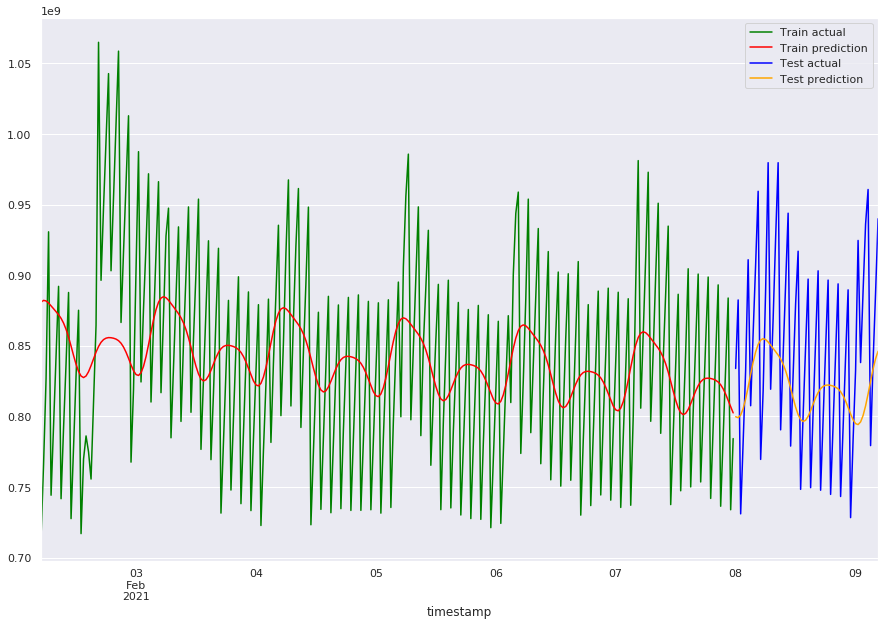 1e9
Train actual
Train prediction
Test actual
Test prediction
1.05
1.00
0.95
0.90
0.85
0.80
0.75
0.70
03 04 05 06 07 08 09
Feb
2021
timestamp